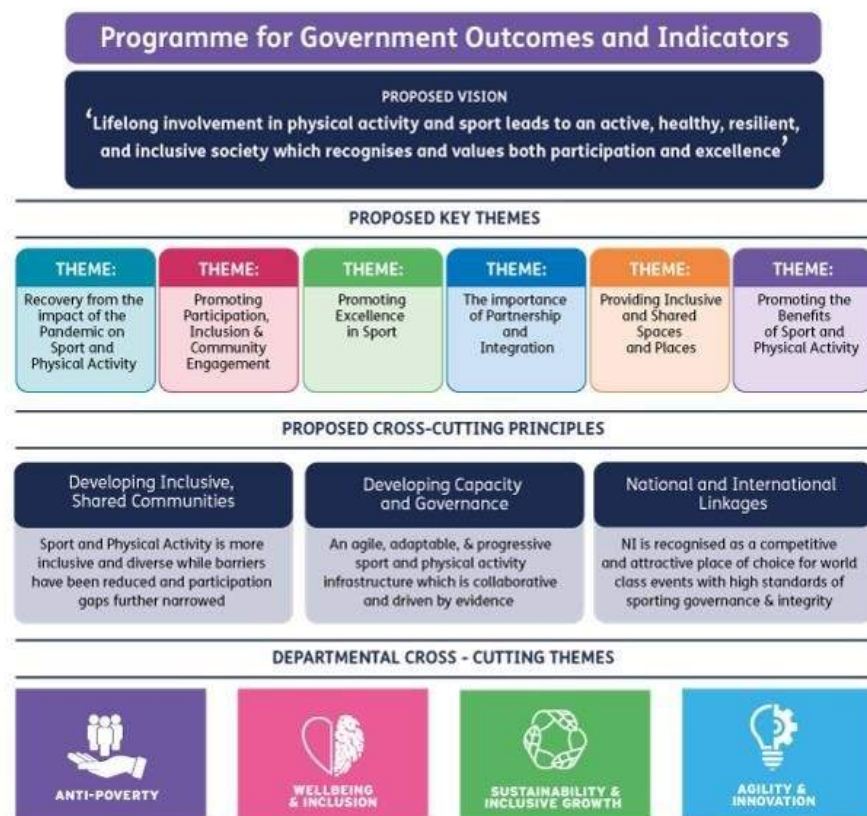 Programme for Government Outcomes and Indicators
PROPOSED VISION
‘Lifelong involvement in physical activity and sport leads to an active, healthy, resilient,
and inclusive society which recognises and values both participation and excellence’
PROPOSED KEY THEMES
THEME:
Recovery from the
impact of the
Pandemic on
Sport and
Physical Activity
THEME:
Promoting
Participation,
Inclusion &
Community
Engagement
THEME:
Promoting
Excellence
in Sport
THEME:
The importance
of Partnership
and
Integration
THEME:
Providing Inclusive
and Shared
Spaces
and Places
THEME:
Promoting the
Benefits
of Sport and
Physical Activity
PROPOSED CROSS-CUTTING PRINCIPLES
Developing Inclusive,
Shared Communities
Sport and Physical Activity is more
inclusive and diverse while barriers
have been reduced and participation
gaps further narrowed
Developing Capacity
and Governance
An agile, adaptable, & progressive
sport and physical activity
infrastructure which is collaborative
and driven by evidence
National and International
Linkages
NI is recognised as a competitive
and attractive place of choice for world
class events with high standards of
sporting governance & integrity
DEPARTMENTAL CROSS - CUTTING THEMES
ANTI-POVERTY
WELLBEING
& INCLUSION
SUSTAINABILITY &
INCLUSIVE GROWTH
AGILITY &
INNOVATION